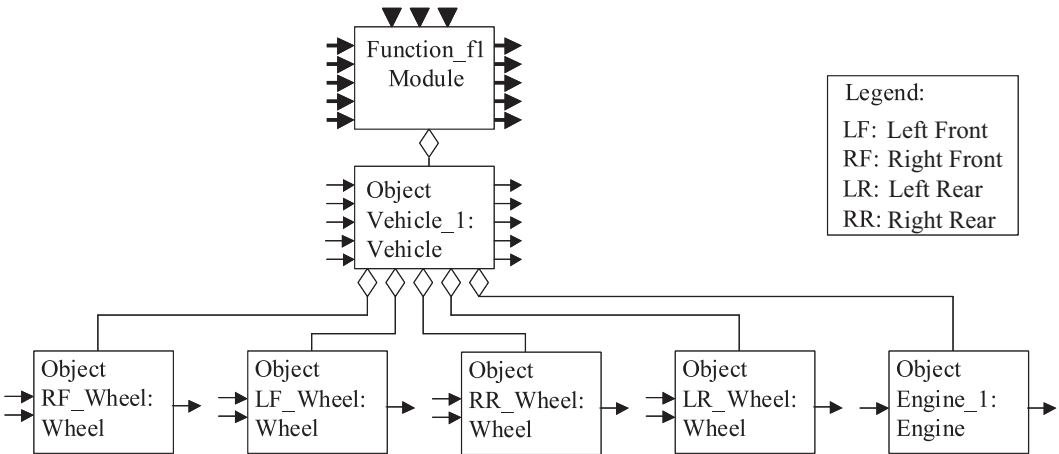 Function_f1
Module
Legend:
LF: Left Front
RF: Right Front
LR: Left Rear
RR: Right Rear
Object
Vehicle_1:
Vehicle
Object
RF_Wheel:
Wheel
Object
LF_Wheel:
Wheel
Object
RR_Wheel:
Wheel
Object
LR_Wheel:
Wheel
Object
Engine_1:
Engine